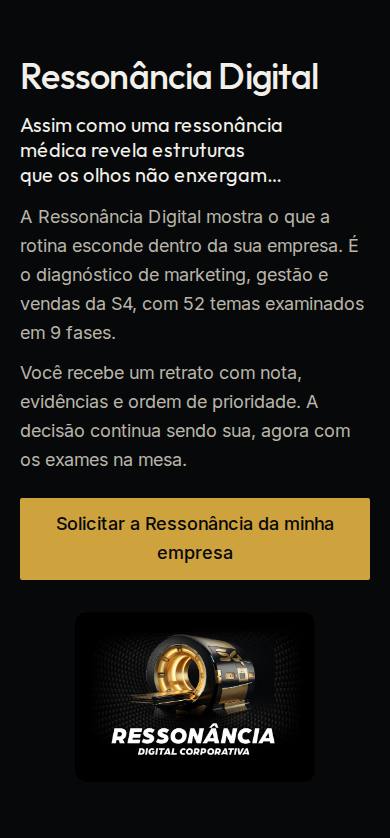 Ressonância Digital
Assim como uma ressonância
médica revela estruturas
que os olhos não enxergam...
A Ressonância Digital mostra o que a
rotina esconde dentro da sua empresa. É
o diagnóstico de marketing, gestão e
vendas da S4, com 52 temas examinados
em 9 fases.
Você recebe um retrato com nota,
evidências e ordem de prioridade. A
decisão continua sendo sua, agora com
os exames na mesa.
Solicitar a Ressonância da minha
empresa
RESSONÂNCIA
DIGITAL CORPORATIVA